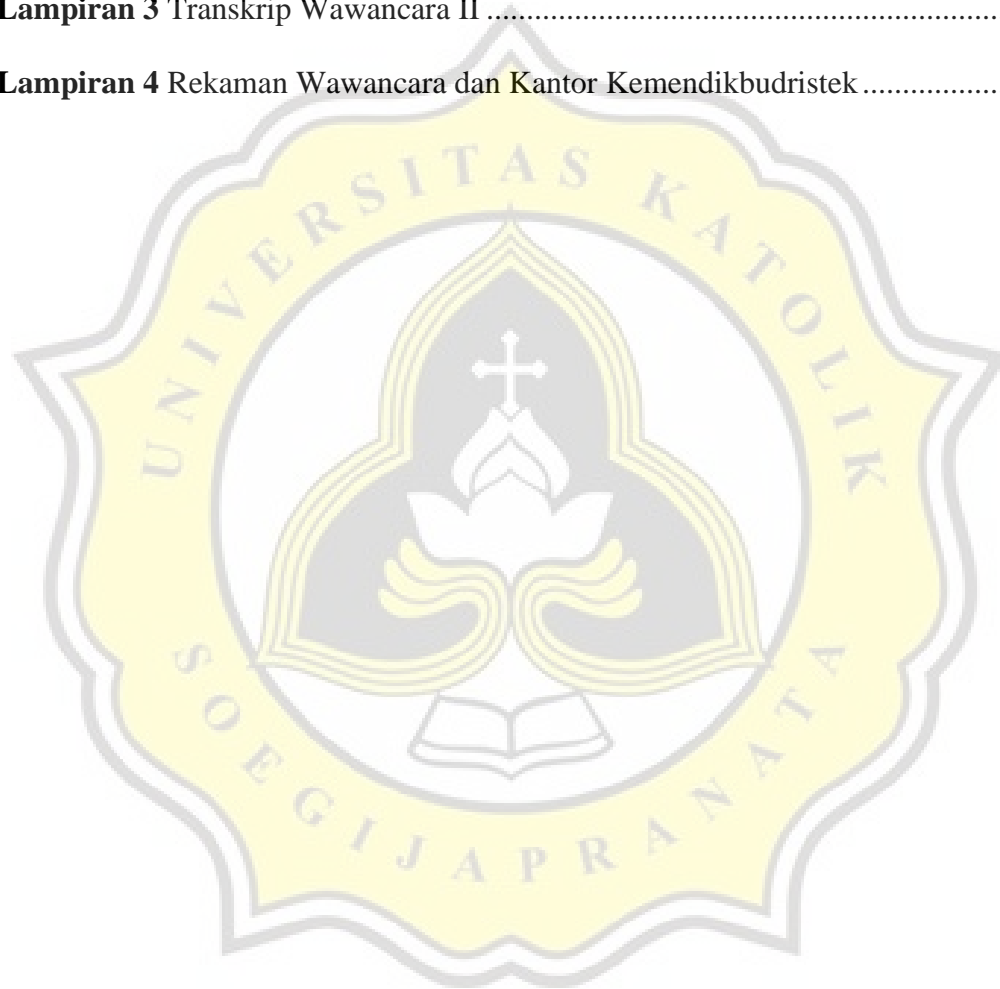 Lampiran 3 Transkrip Wawancara II ................................................................
Lampiran 4 Rekaman Wawancara dan Kantor Kemendikbudristek .................
UNIVERSITAS KATOLIK
SOEGIJAPRANATA